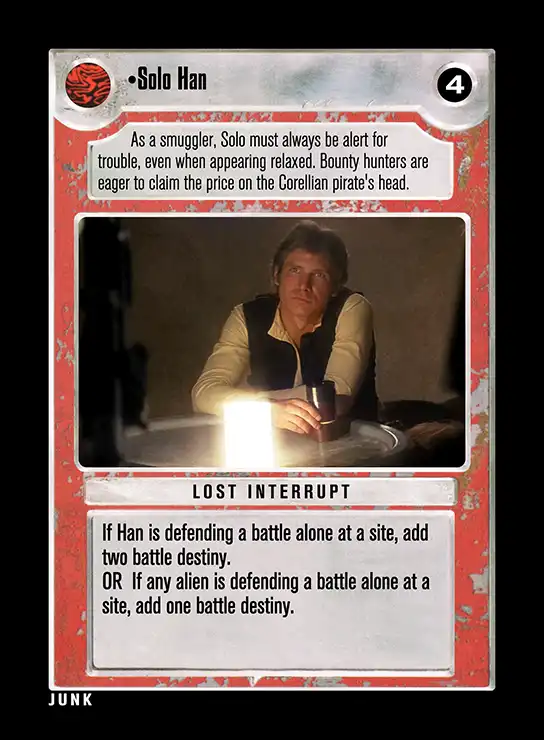 •Solo Han
4
As a smuggler, Solo must always be alert for
trouble, even when appearing relaxed. Bounty hunters are
eager to claim the price on the Corellian pirate's head.
LOST INTERRUPT
If Han is defending a battle alone at a site, add
two battle destiny.
OR If any alien is defending a battle alone at a
site, add one battle destiny.
JUNK